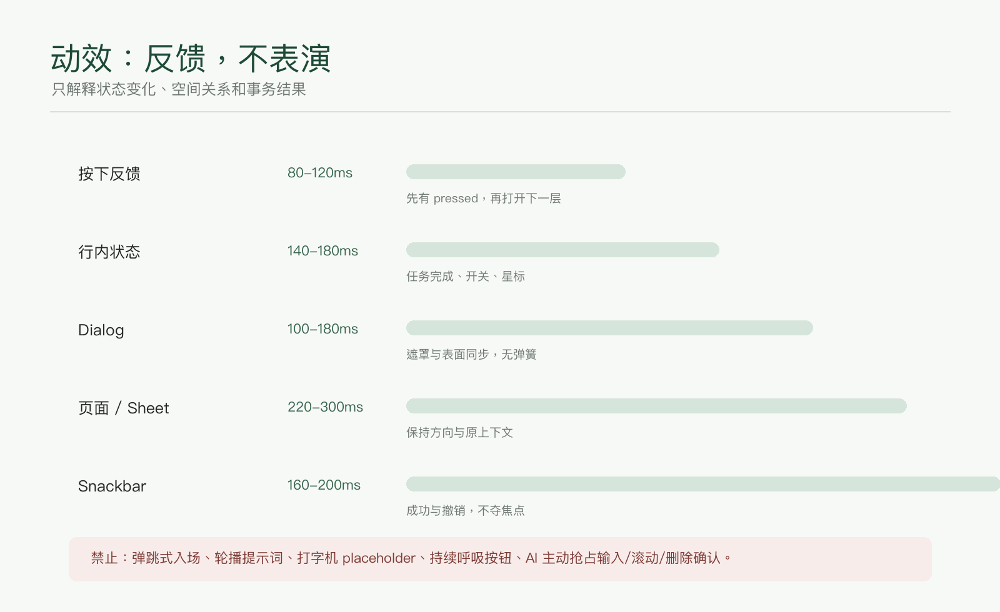 动效：反馈，不表演
只解释状态变化、空间关系和事务结果
按下反馈
80–120ms
先有 pressed，再打开下一层
行内状态
140–180ms
任务完成、开关、星标
Dialog
100–180ms
遮罩与表面同步，无弹簧
页面 / Sheet
220–300ms
保持方向与原上下文
Snackbar
160–200ms
成功与撤销，不夺焦点
禁止：弹跳式入场、轮播提示词、打字机 placeholder、持续呼吸按钮、AI 主动抢占输入/滚动/删除确认。